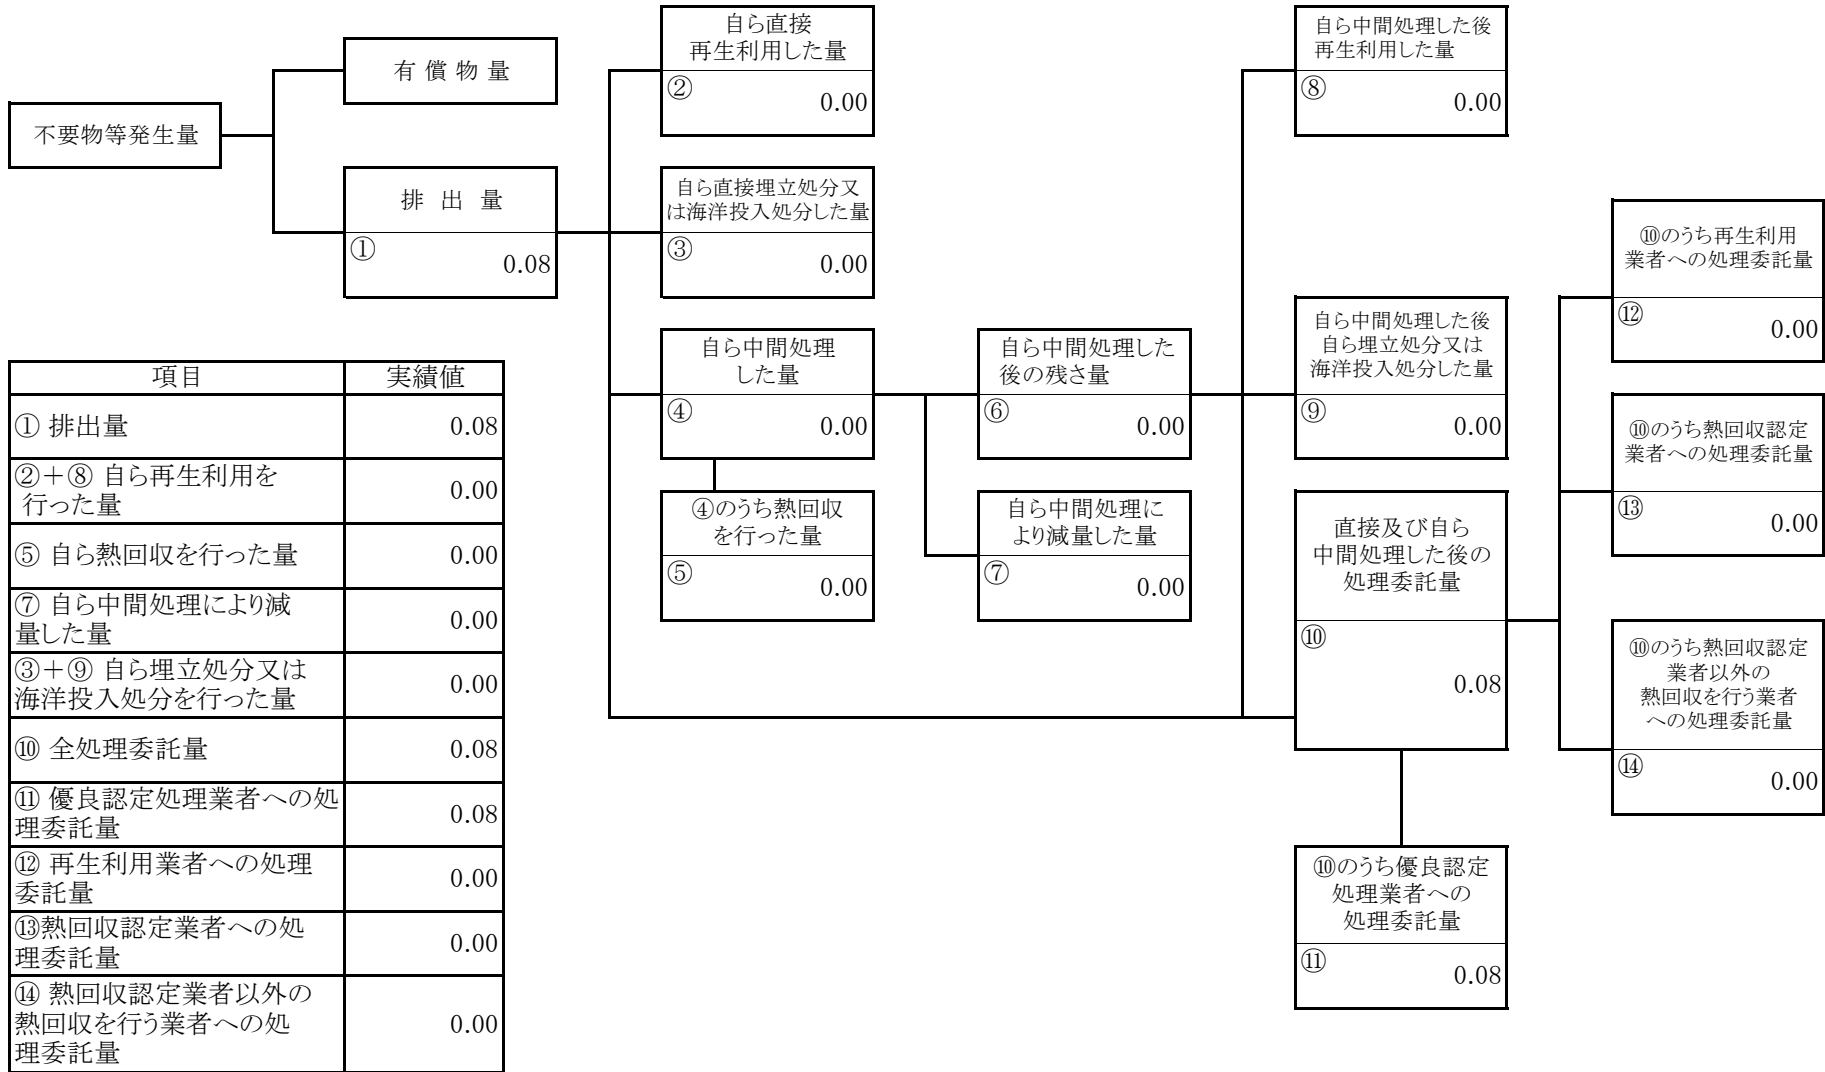 不要物等発生量
有 償 物 量
排 出 量
①
0.08
自ら直接
再生利用した量
②
0.00
自ら直接埋立処分又
は海洋投入処分した量
③
0.00
自ら中間処理
した量
④
0.00
④のうち熱回収
を行った量
⑤
0.00
自ら中間処理した
後の残さ量
⑥
0.00
自ら中間処理に
より減量した量
⑦
0.00
自ら中間処理した後
再生利用した量
⑧
0.00
自ら中間処理した後
自ら埋立処分又は
海洋投入処分した量
⑨
0.00
直接及び自ら
中間処理した後の
処理委託量
⑩
0.08
⑩のうち優良認定
処理業者への
処理委託量
⑪
0.08
⑩のうち再生利用
業者への処理委託量
⑫
0.00
⑩のうち熱回収認定
業者への処理委託量
⑬
0.00
⑩のうち熱回収認定
業者以外の
熱回収を行う業者
への処理委託量
⑭
0.00
項目 実績値
① 排出量 0.08
②+⑧ 自ら再生利用を
行った量 0.00
⑤ 自ら熱回収を行った量 0.00
⑦ 自ら中間処理により減
量した量 0.00
③+⑨ 自ら埋立処分又は
海洋投入処分を行った量 0.00
⑩ 全処理委託量 0.08
⑪ 優良認定処理業者への処
理委託量 0.08
⑫ 再生利用業者への処理
委託量 0.00
⑬熱回収認定業者への処
理委託量 0.00
⑭ 熱回収認定業者以外の
熱回収を行う業者への処
理委託量 0.00